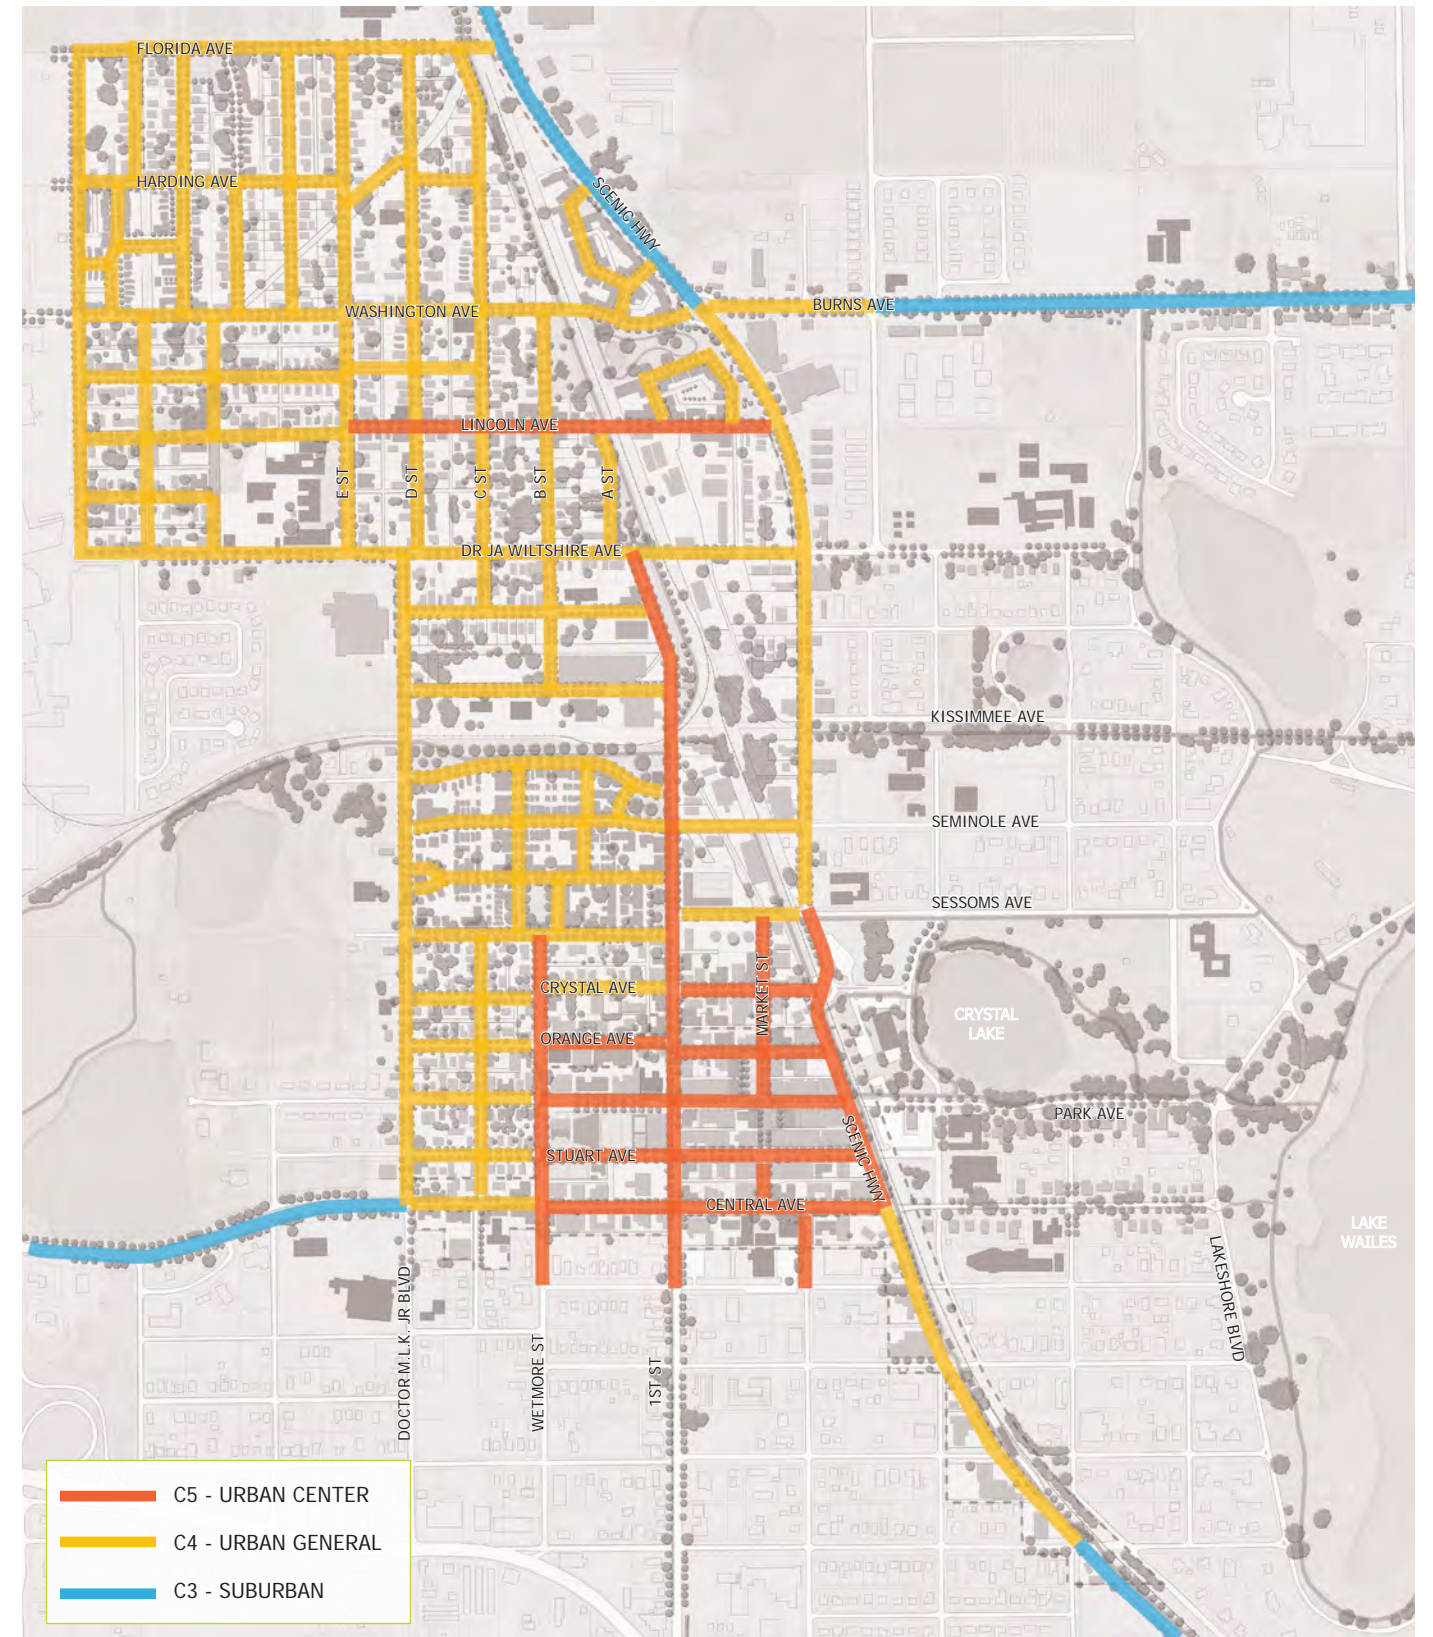 FLORIDA AVE
HARDING AVE
SCENIC HWY
WASHINGTON AVE
BURNS AVE
LINCOLN AVE
E ST
D ST
C ST
B ST
A ST
DR JA WILTSHIRE AVE
KISSIMMEE AVE
SEMINOLE AVE
SESSOMS AVE
CRYSTAL AVE
MARKET ST
CRYSTAL
LAKE
ORANGE AVE
PARK AVE
STUART AVE
SCENIC HWY
CENTRAL AVE
LAKE
WAILES
LAKESHORE BLVD
DOCTOR M.L.K. JR BLVD
WETMORE ST
1ST ST
C5 - URBAN CENTER
C4 - URBAN GENERAL
C3 - SUBURBAN